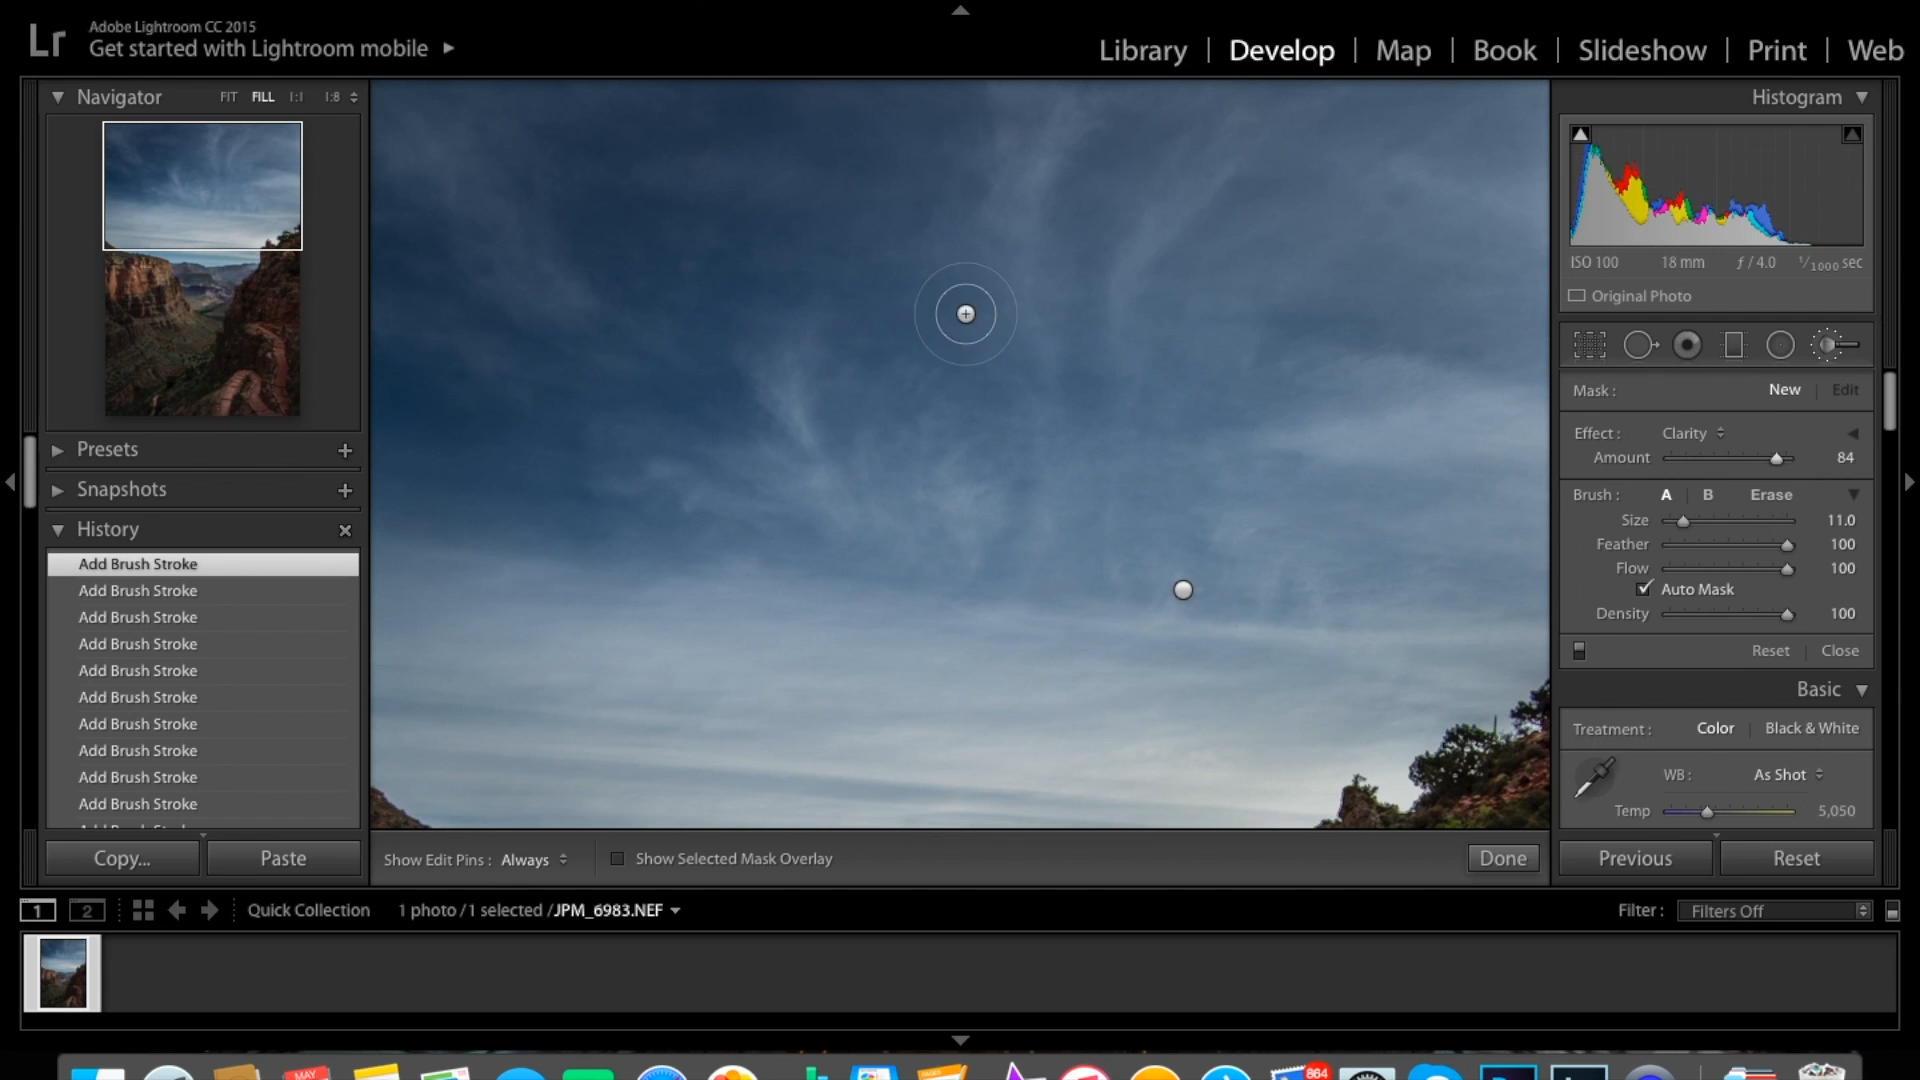 Lr
Adobe Lightroom CC 2015
Get started with Lightroom mobile
Library | Develop | Map | Book | Slideshow | Print | Web
Navigator FIT FILL 1:1 1:8
Presets
Snapshots
History
Add Brush Stroke
Add Brush Stroke
Add Brush Stroke
Add Brush Stroke
Add Brush Stroke
Add Brush Stroke
Add Brush Stroke
Add Brush Stroke
Add Brush Stroke
Add Brush Stroke
Copy... Paste
Show Edit Pins : Always
Show Selected Mask Overlay
Done
Histogram
ISO 100 18 mm ƒ / 4.0 1/1000 sec
Original Photo
Mask : New | Edit
Effect : Clarity
Amount 84
Brush : A | B Erase
Size 11.0
Feather 100
Flow 100
Auto Mask
Density 100
Reset | Close
Basic
Treatment : Color | Black & White
WB : As Shot
Temp 5,050
Previous Reset
1 2 Quick Collection 1 photo / 1 selected / JPM_6983.NEF
Filter : Filters Off
MAY
PAGES
864